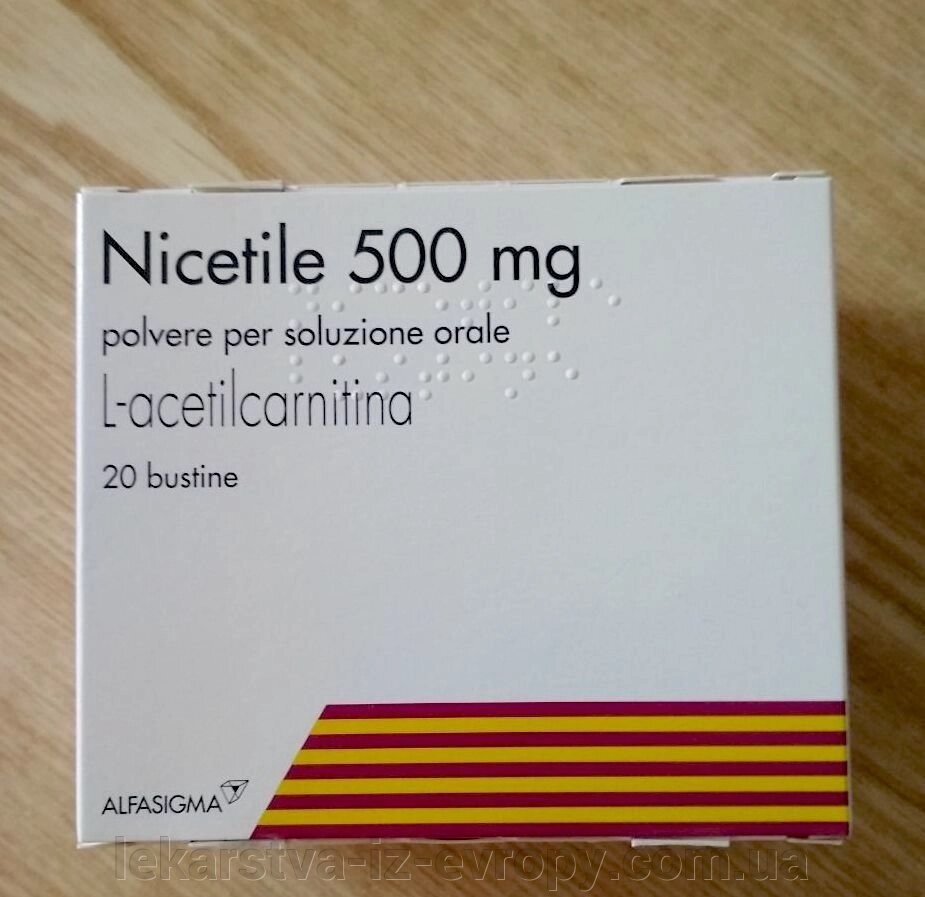 Nicetile 500 mg
polvere per soluzione orale
L-acetilcarnitina
20 bustine
ALFASIGMA
lekarstva-iz-evropy.com.ua